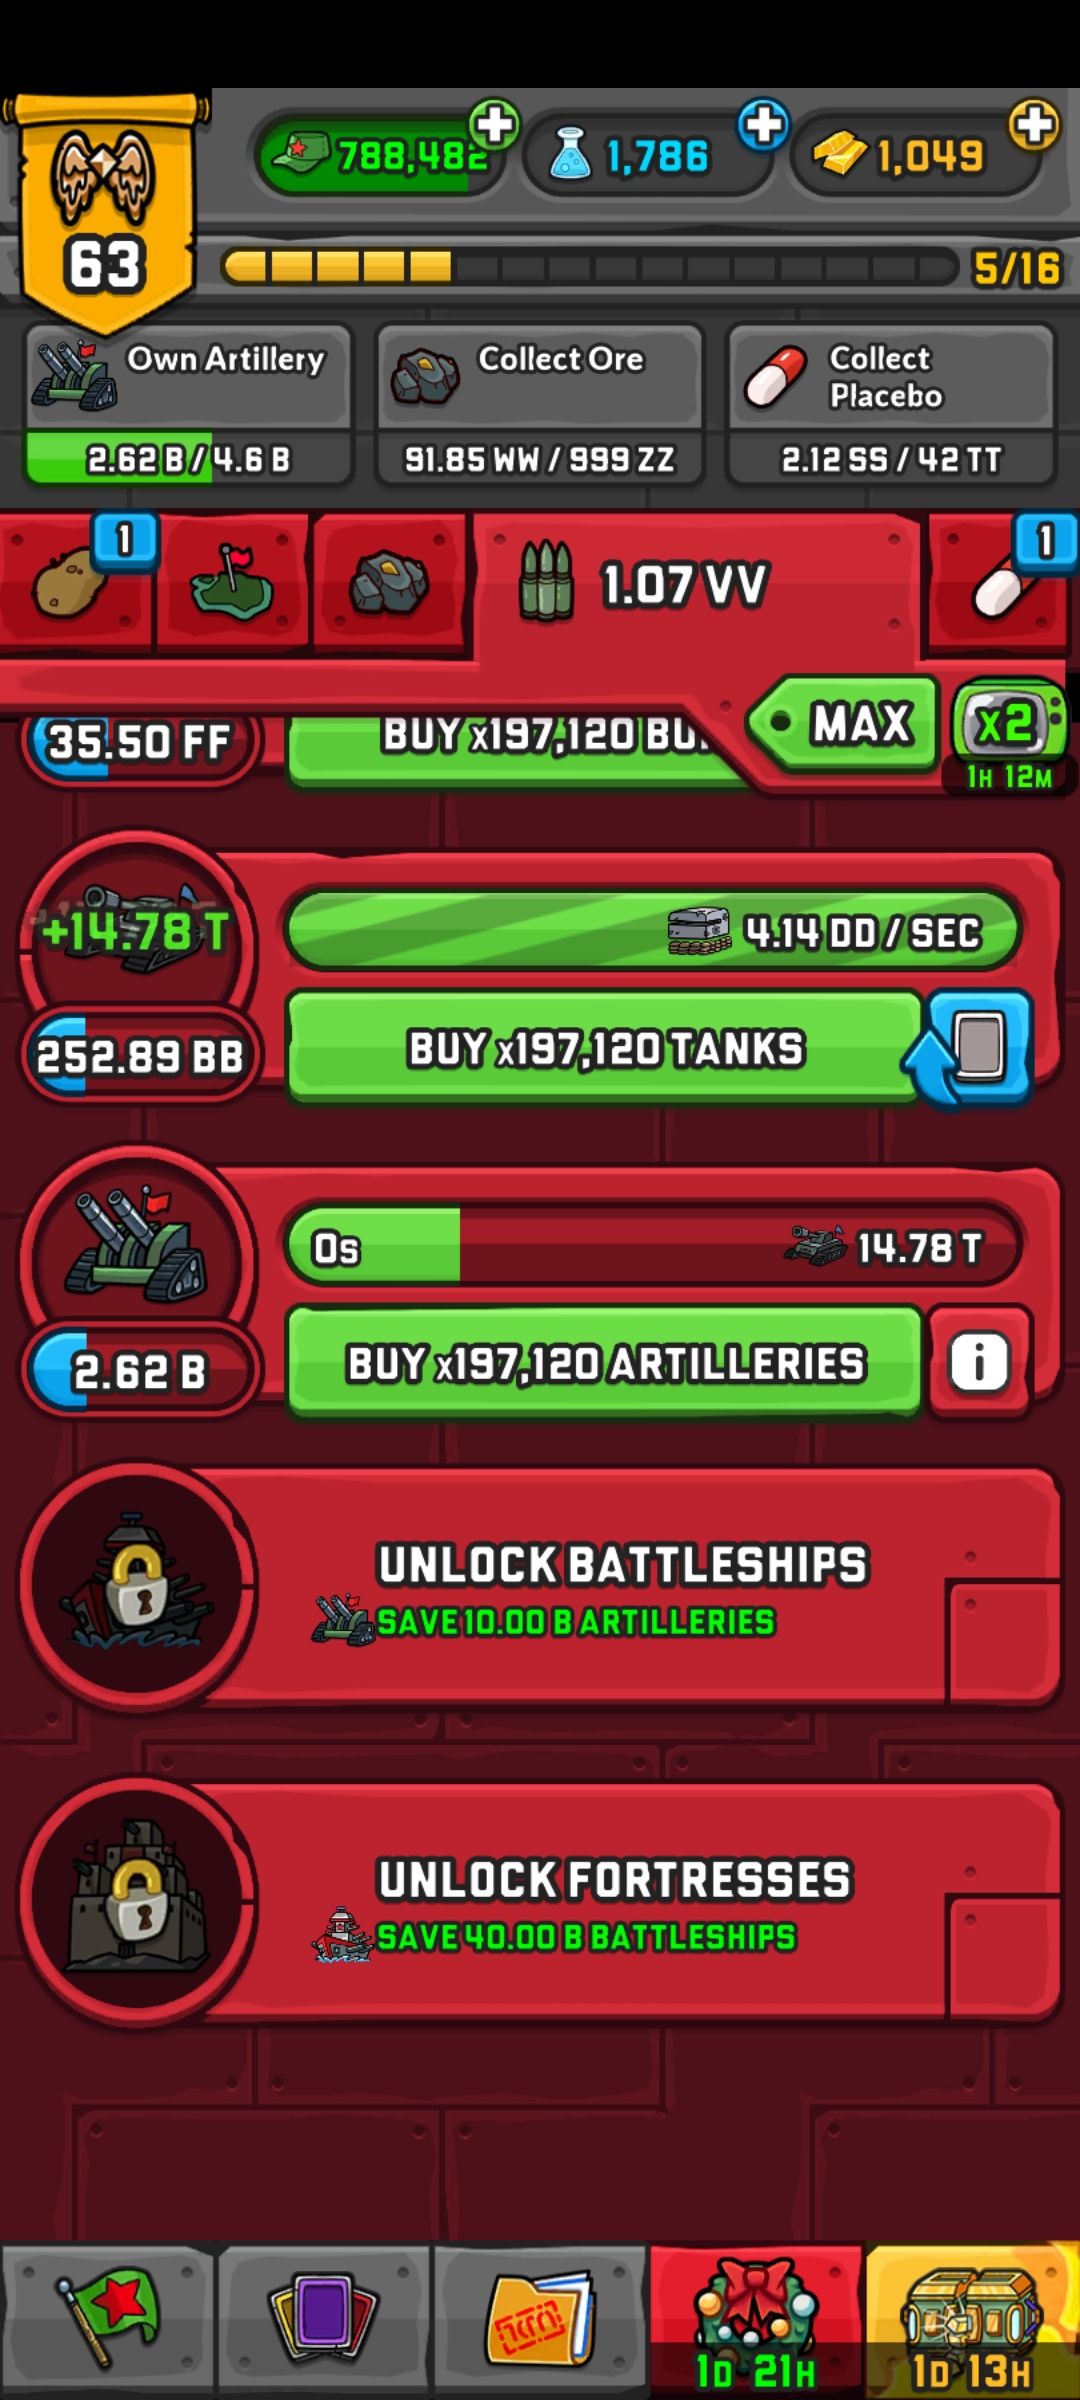 63
788,482
1,786
1,049
5/16
Own Artillery
2.62 B / 4.6 B
Collect Ore
91.85 WW / 999 ZZ
Collect
Placebo
2.12 SS / 42 TT
1
1.07 VV
1
35.50 FF
BUY x197,120
MAX
x2
1H 12M
+14.78 T
4.14 DD / SEC
252.89 BB
BUY x197,120 TANKS
0s
14.78 T
2.62 B
BUY x197,120 ARTILLERIES
i
UNLOCK BATTLESHIPS
SAVE 10.00 B ARTILLERIES
UNLOCK FORTRESSES
SAVE 40.00 B BATTLESHIPS
1D 21H
1D 13H